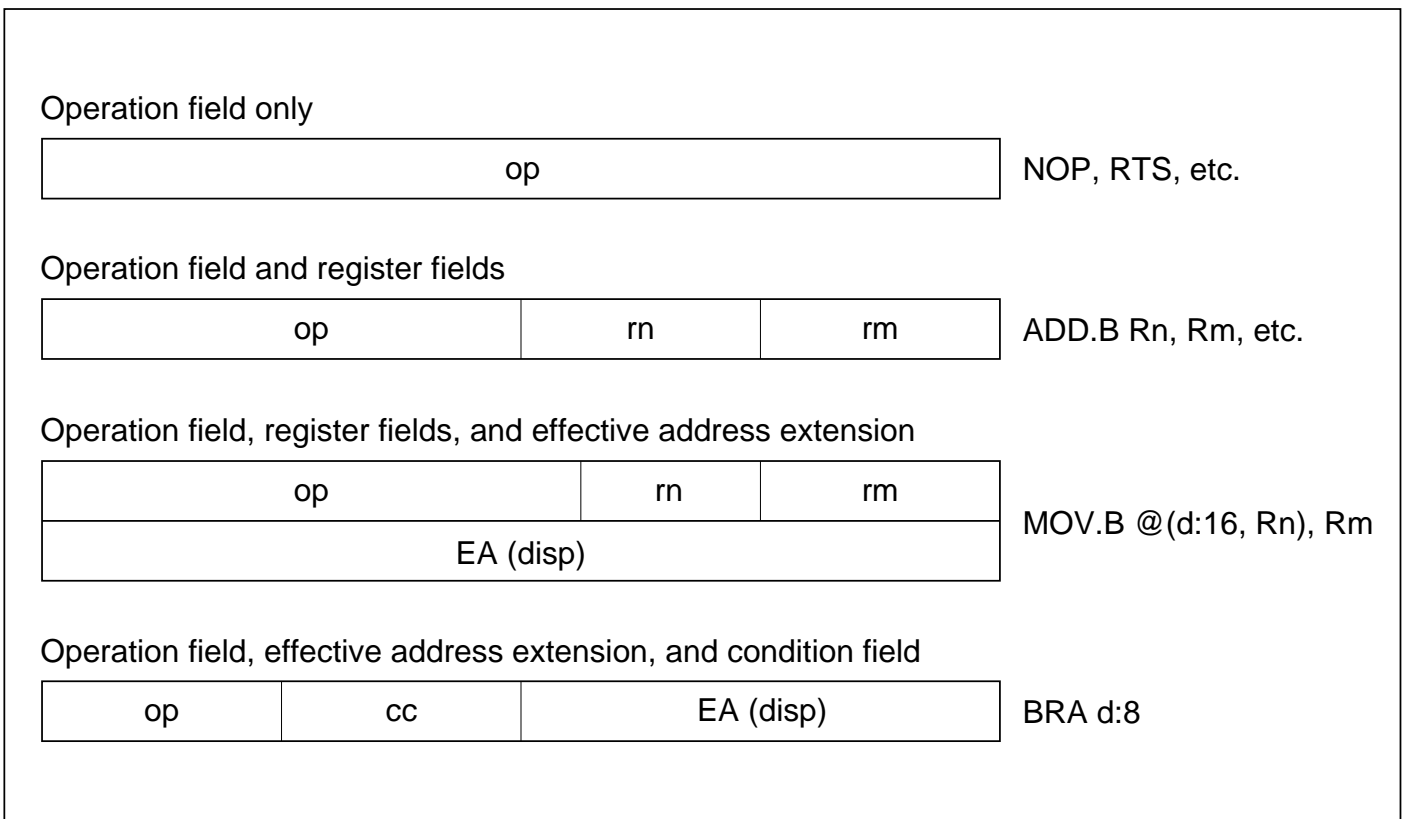 Operation field only
op
NOP, RTS, etc.
Operation field and register fields
op rn rm
ADD.B Rn, Rm, etc.
Operation field, register fields, and effective address extension
op rn rm
EA (disp)
MOV.B @(d:16, Rn), Rm
Operation field, effective address extension, and condition field
op cc EA (disp)
BRA d:8